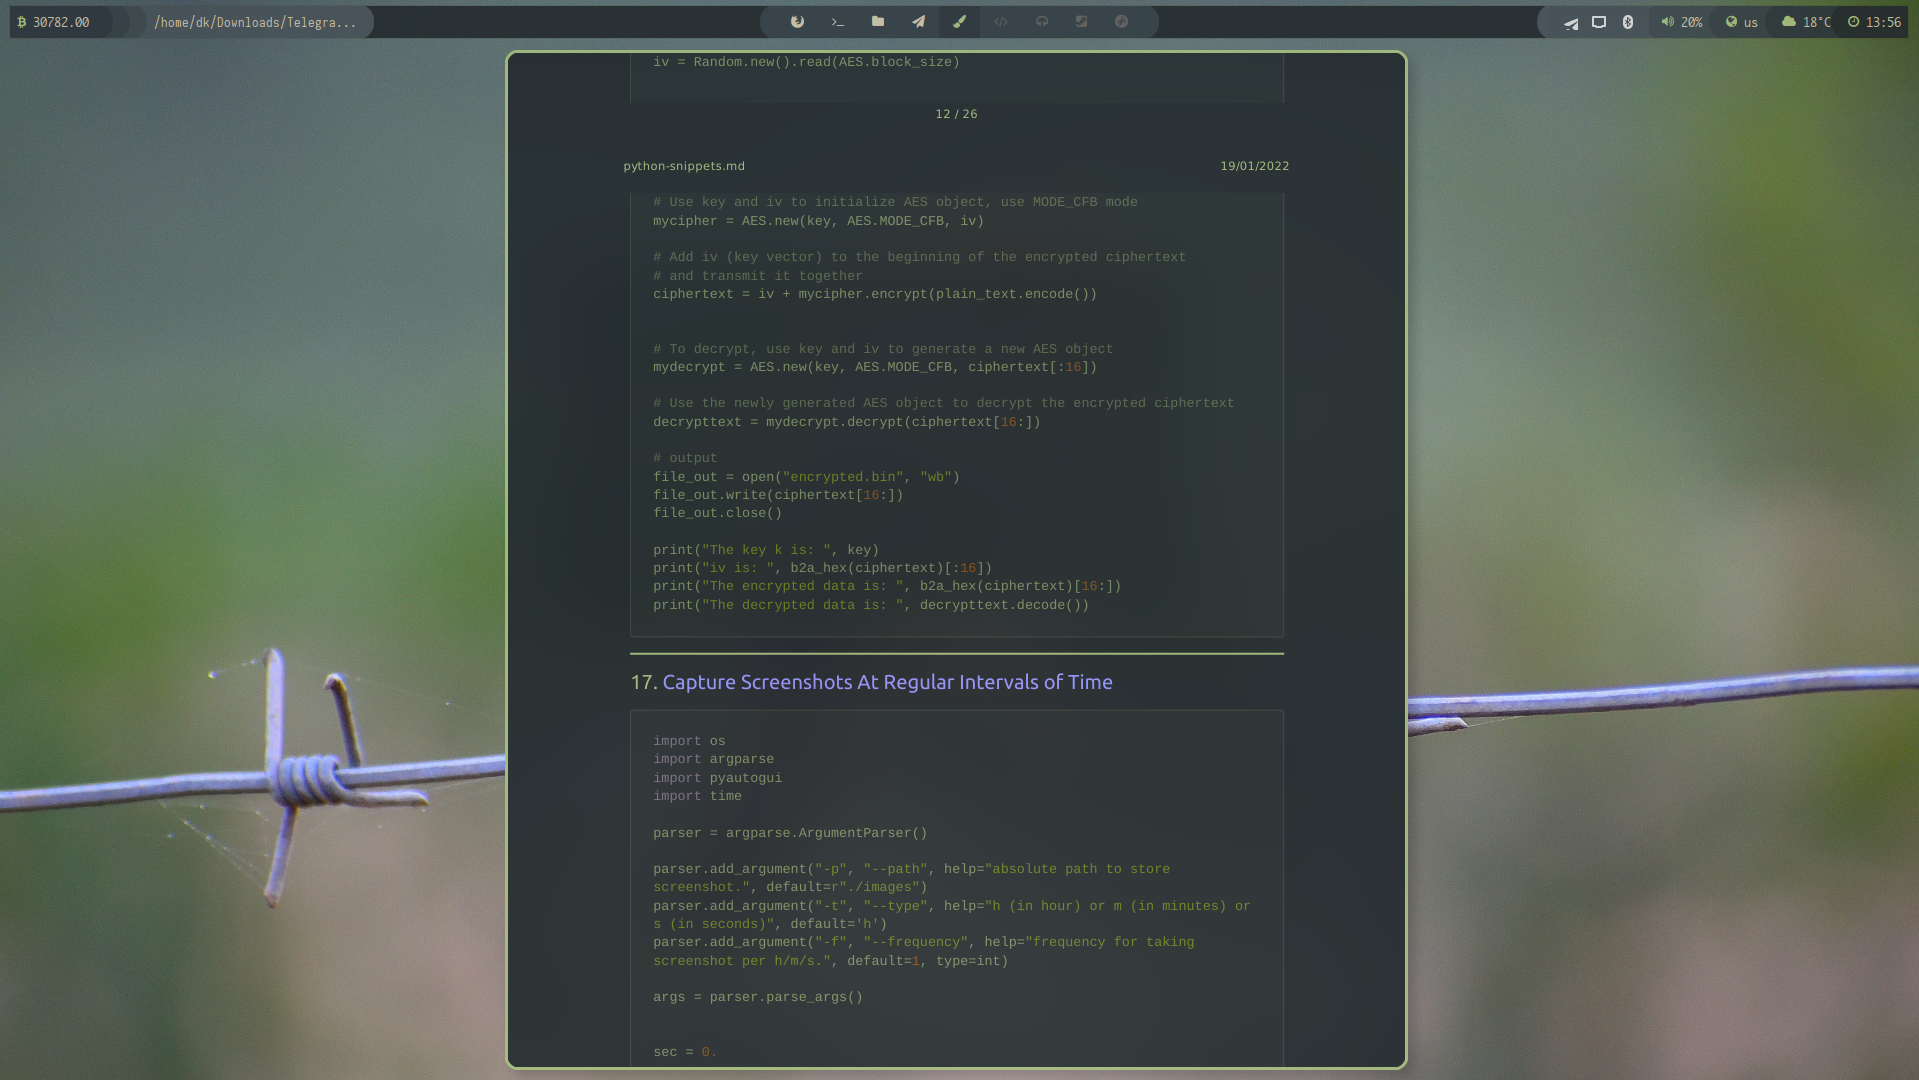 30782.00
/home/dk/Downloads/Telegra...
20%
us
18°C
13:56
iv = Random.new().read(AES.block_size)
12 / 26
python-snippets.md
19/01/2022
# Use key and iv to initialize AES object, use MODE_CFB mode
mycipher = AES.new(key, AES.MODE_CFB, iv)
# Add iv (key vector) to the beginning of the encrypted ciphertext
# and transmit it together
ciphertext = iv + mycipher.encrypt(plain_text.encode())
# To decrypt, use key and iv to generate a new AES object
mydecrypt = AES.new(key, AES.MODE_CFB, ciphertext[:16])
# Use the newly generated AES object to decrypt the encrypted ciphertext
decrypttext = mydecrypt.decrypt(ciphertext[16:])
# output
file_out = open("encrypted.bin", "wb")
file_out.write(ciphertext[16:])
file_out.close()
print("The key k is: ", key)
print("iv is: ", b2a_hex(ciphertext)[:16])
print("The encrypted data is: ", b2a_hex(ciphertext)[16:])
print("The decrypted data is: ", decrypttext.decode())
17. Capture Screenshots At Regular Intervals of Time
import os
import argparse
import pyautogui
import time
parser = argparse.ArgumentParser()
parser.add_argument("-p", "--path", help="absolute path to store
screenshot.", default=r"./images")
parser.add_argument("-t", "--type", help="h (in hour) or m (in minutes) or
s (in seconds)", default='h')
parser.add_argument("-f", "--frequency", help="frequency for taking
screenshot per h/m/s.", default=1, type=int)
args = parser.parse_args()
sec = 0.